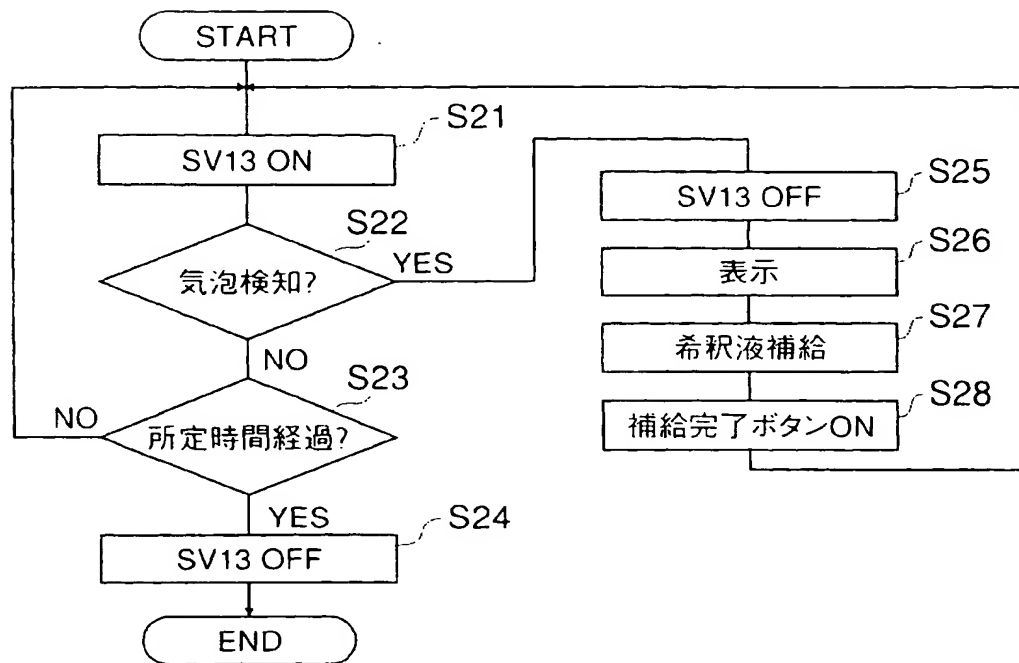 START
S21
SV13 ON
S22
気泡検知?
YES
NO
S23
NO
所定時間経過?
YES
S24
SV13 OFF
END
S25
SV13 OFF
S26
表示
S27
希釈液補給
S28
補給完了ボタンON